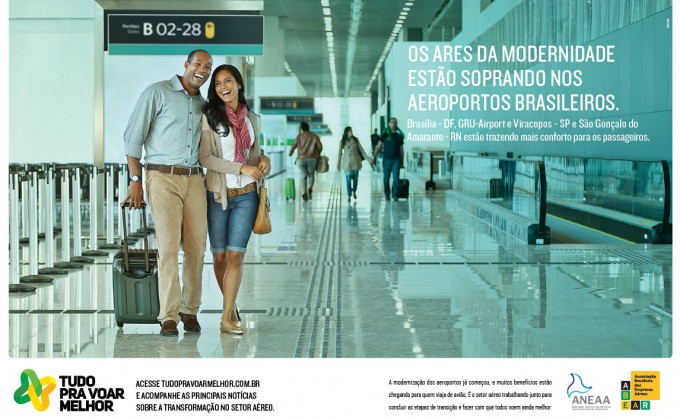 Portões
Gates
B 02-28
OS ARES DA MODERNIDADE
ESTÃO SOPRANDO NOS
AEROPORTOS BRASILEIROS.
Brasília - DF, GRU-Airport e Viracopos - SP e São Gonçalo do
Amarante - RN estão trazendo mais conforto para os passageiros.
TUDO
PRA VOAR
MELHOR
ACESSE TUDOPRAVOARMELHOR.COM.BR
E ACOMPANHE AS PRINCIPAIS NOTÍCIAS
SOBRE A TRANSFORMAÇÃO NO SETOR AÉREO.
A modernização dos aeroportos já começou, e muitos benefícios estão
chegando para quem viaja de avião. É o setor aéreo trabalhando junto para
concluir as etapas de transição e fazer com que todos voem ainda melhor.
ANEAA
ABEAR
Associação
Brasileira
das Empresas
Aéreas